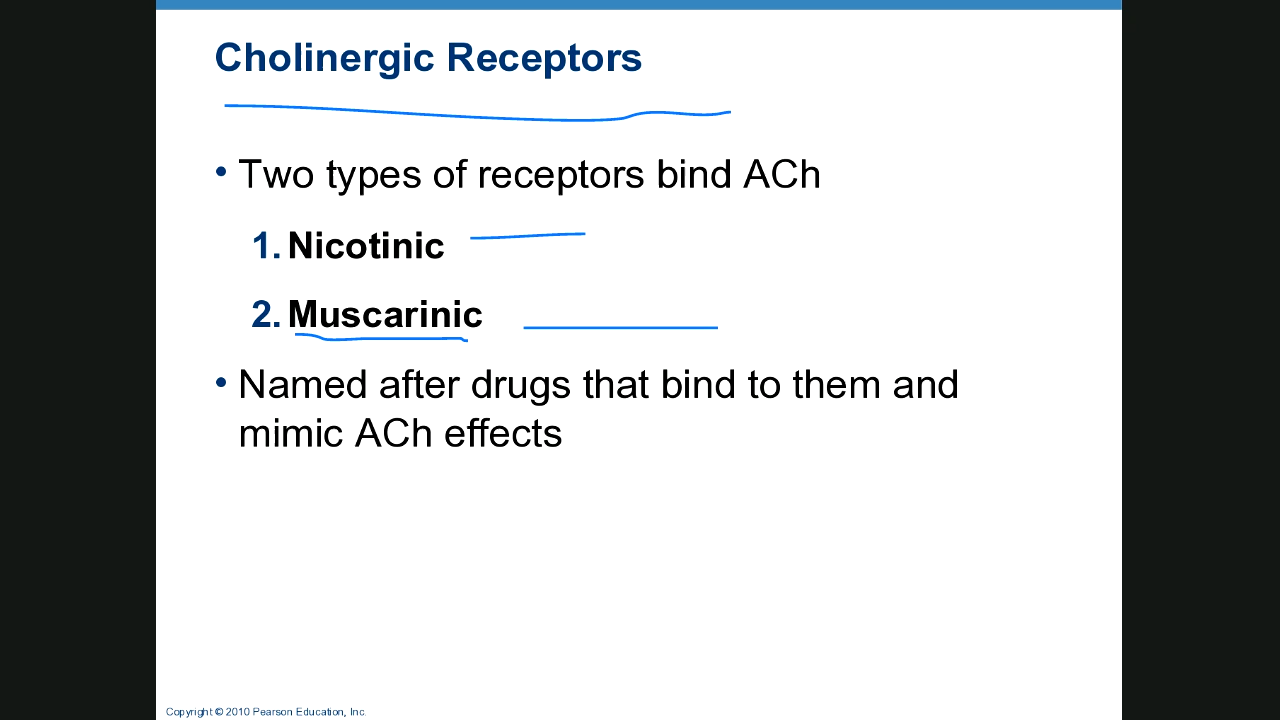 Cholinergic Receptors
• Two types of receptors bind ACh
1. Nicotinic
2. Muscarinic
• Named after drugs that bind to them and
mimic ACh effects
Copyright © 2010 Pearson Education, Inc.